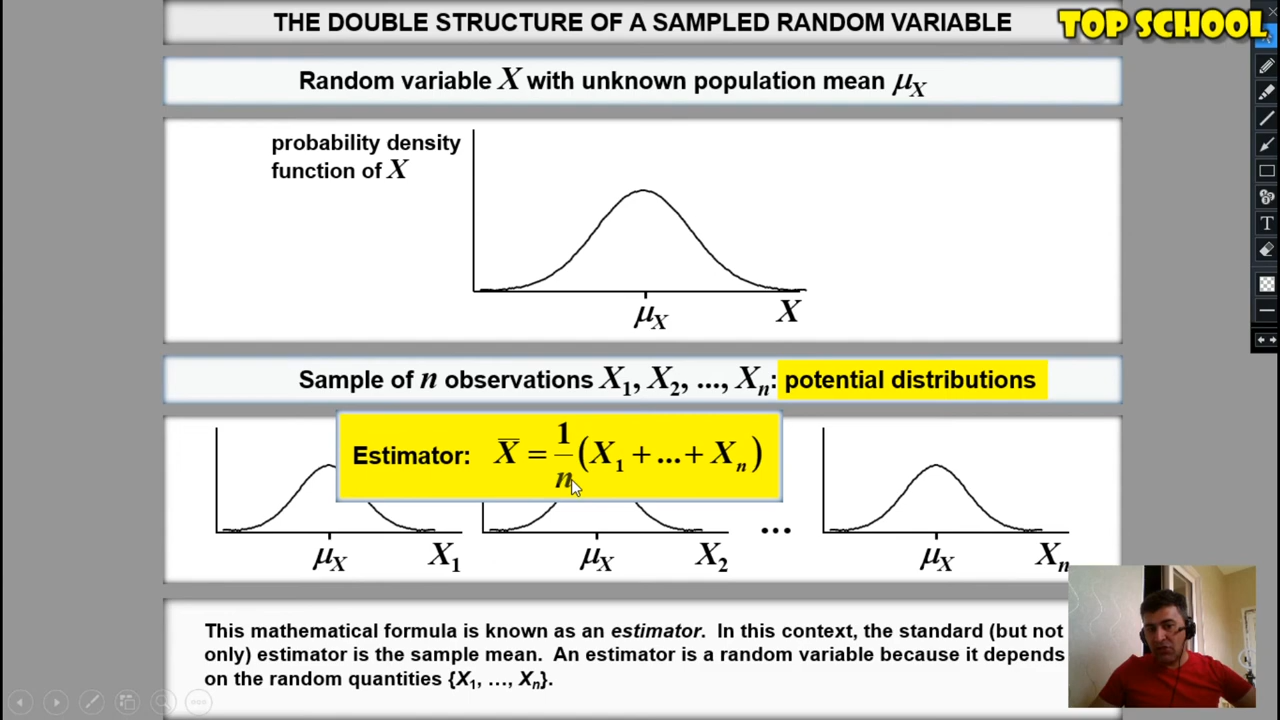 THE DOUBLE STRUCTURE OF A SAMPLED RANDOM VARIABLE
TOP SCHOOL
Random variable X with unknown population mean μX
probability density
function of X
μX X
Sample of n observations X1, X2, ..., Xn: potential distributions
Estimator: X̅ = 1/n (X1 + ... + Xn)
...
μX X1 μX X2 μX Xn
This mathematical formula is known as an estimator. In this context, the standard (but not
only) estimator is the sample mean. An estimator is a random variable because it depends
on the random quantities {X1, …, Xn}.
T